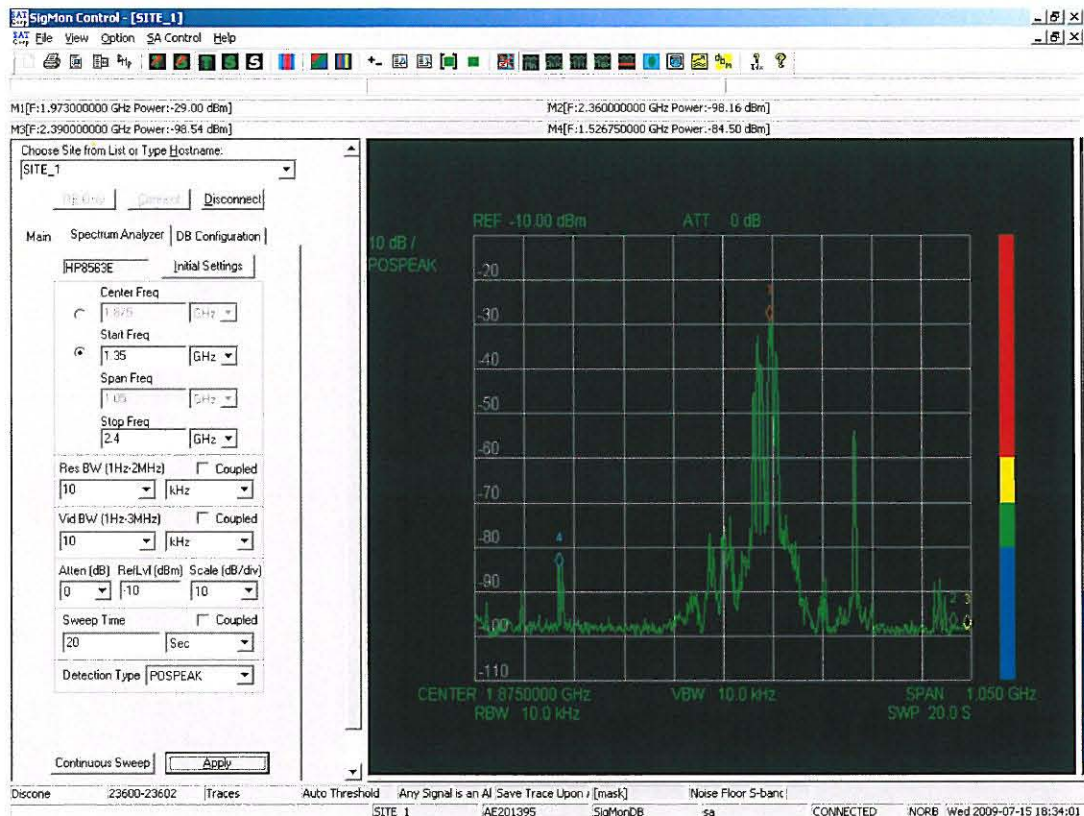 SigMon Control - [SITE_1]
File View Option SA Control Help
M1[F:1.973000000 GHz Power:-29.00 dBm]
M2[F:2.360000000 GHz Power:-98.16 dBm]
M3[F:2.390000000 GHz Power:-98.54 dBm]
M4[F:1.526750000 GHz Power:-84.50 dBm]
Choose Site from List or Type Hostname:
SITE_1
Connect Disconnect
Main Spectrum Analyzer DB Configuration
HP8563E Initial Settings
Center Freq
1.875 GHz
Start Freq
1.35 GHz
Span Freq
1.05 GHz
Stop Freq
2.4 GHz
Res BW (1Hz-2MHz) Coupled
10 kHz
Vid BW (1Hz-3MHz) Coupled
10 kHz
Atten (dB) RefLvl (dBm) Scale (dB/div)
0 -10 10
Sweep Time Coupled
20 Sec
Detection Type POSPEAK
Continuous Sweep Apply
REF -10.00 dBm ATT 0 dB
10 dB /
POSPEAK
-20
-30
-40
-50
-60
-70
-80
-90
-100
-110
4
2 3
CENTER 1.8750000 GHz VBW 10.0 kHz SPAN 1.050 GHz
RBW 10.0 kHz SWP 20.0 S
Discone 23600-23602 Traces Auto Threshold Any Signal is an Al Save Trace Upon [mask] Noise Floor S-band
SITE_1 AE201395 SigMonDB sa CONNECTED NORB Wed 2009-07-15 18:34:01